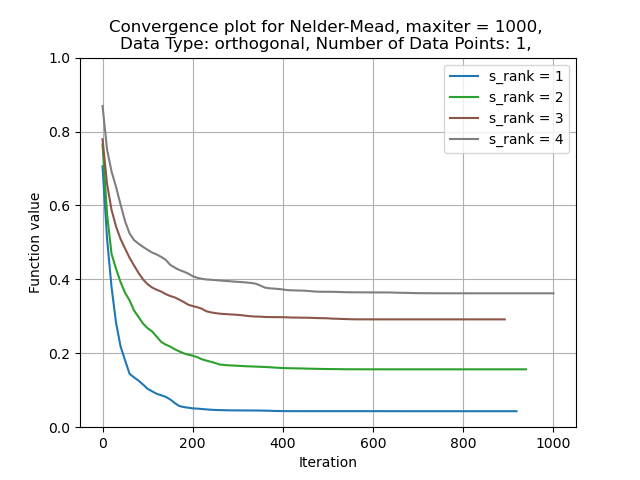 Convergence plot for Nelder-Mead, maxiter = 1000,
Data Type: orthogonal, Number of Data Points: 1,
1.0
0.8
0.6
0.4
0.2
0.0
Function value
s_rank = 1
s_rank = 2
s_rank = 3
s_rank = 4
0 200 400 600 800 1000
Iteration